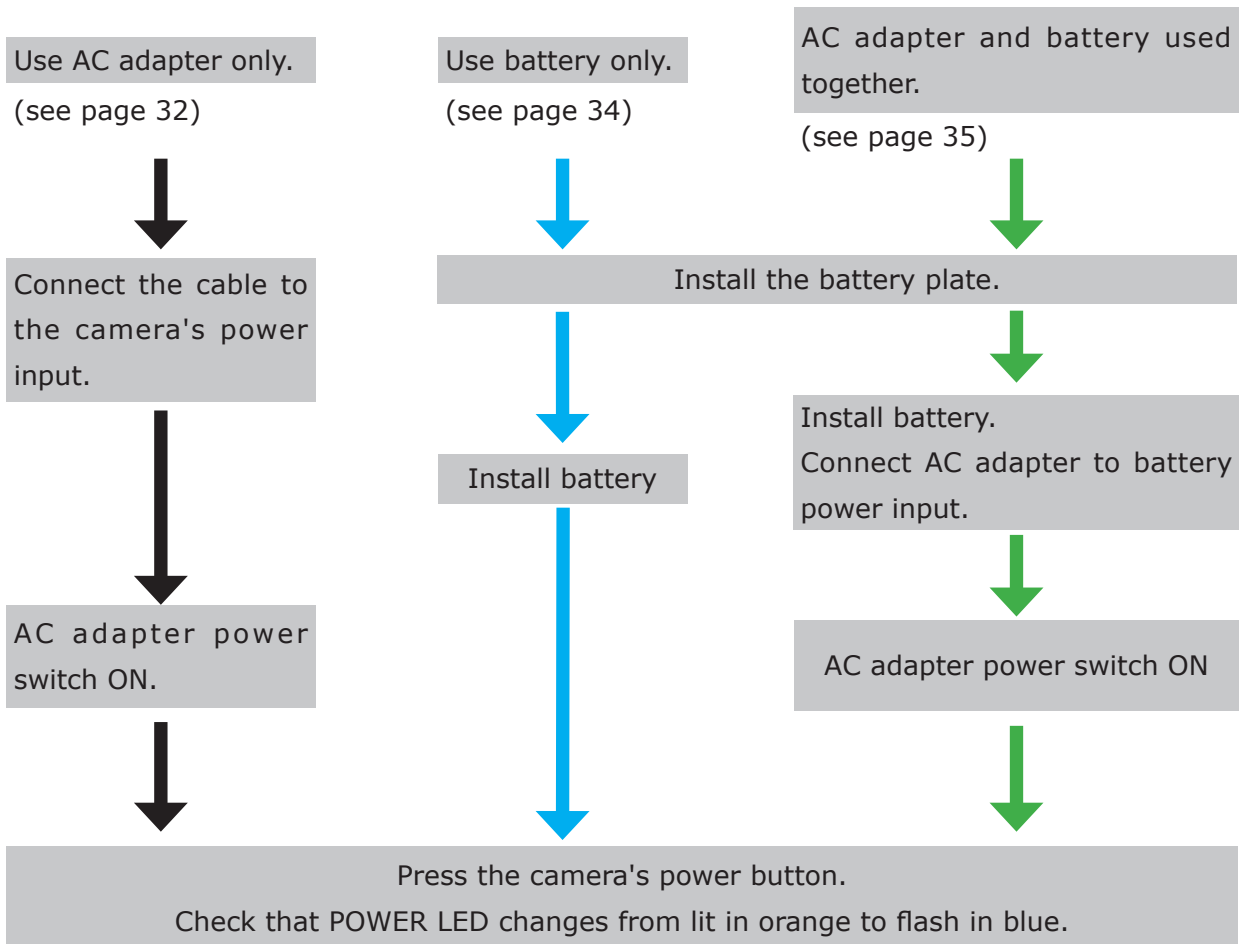 Use AC adapter only.
(see page 32)
Use battery only.
(see page 34)
AC adapter and battery used
together.
(see page 35)
Connect the cable to
the camera's power
input.
Install the battery plate.
Install battery
Install battery.
Connect AC adapter to battery
power input.
AC adapter power
switch ON.
AC adapter power switch ON
Press the camera's power button.
Check that POWER LED changes from lit in orange to flash in blue.